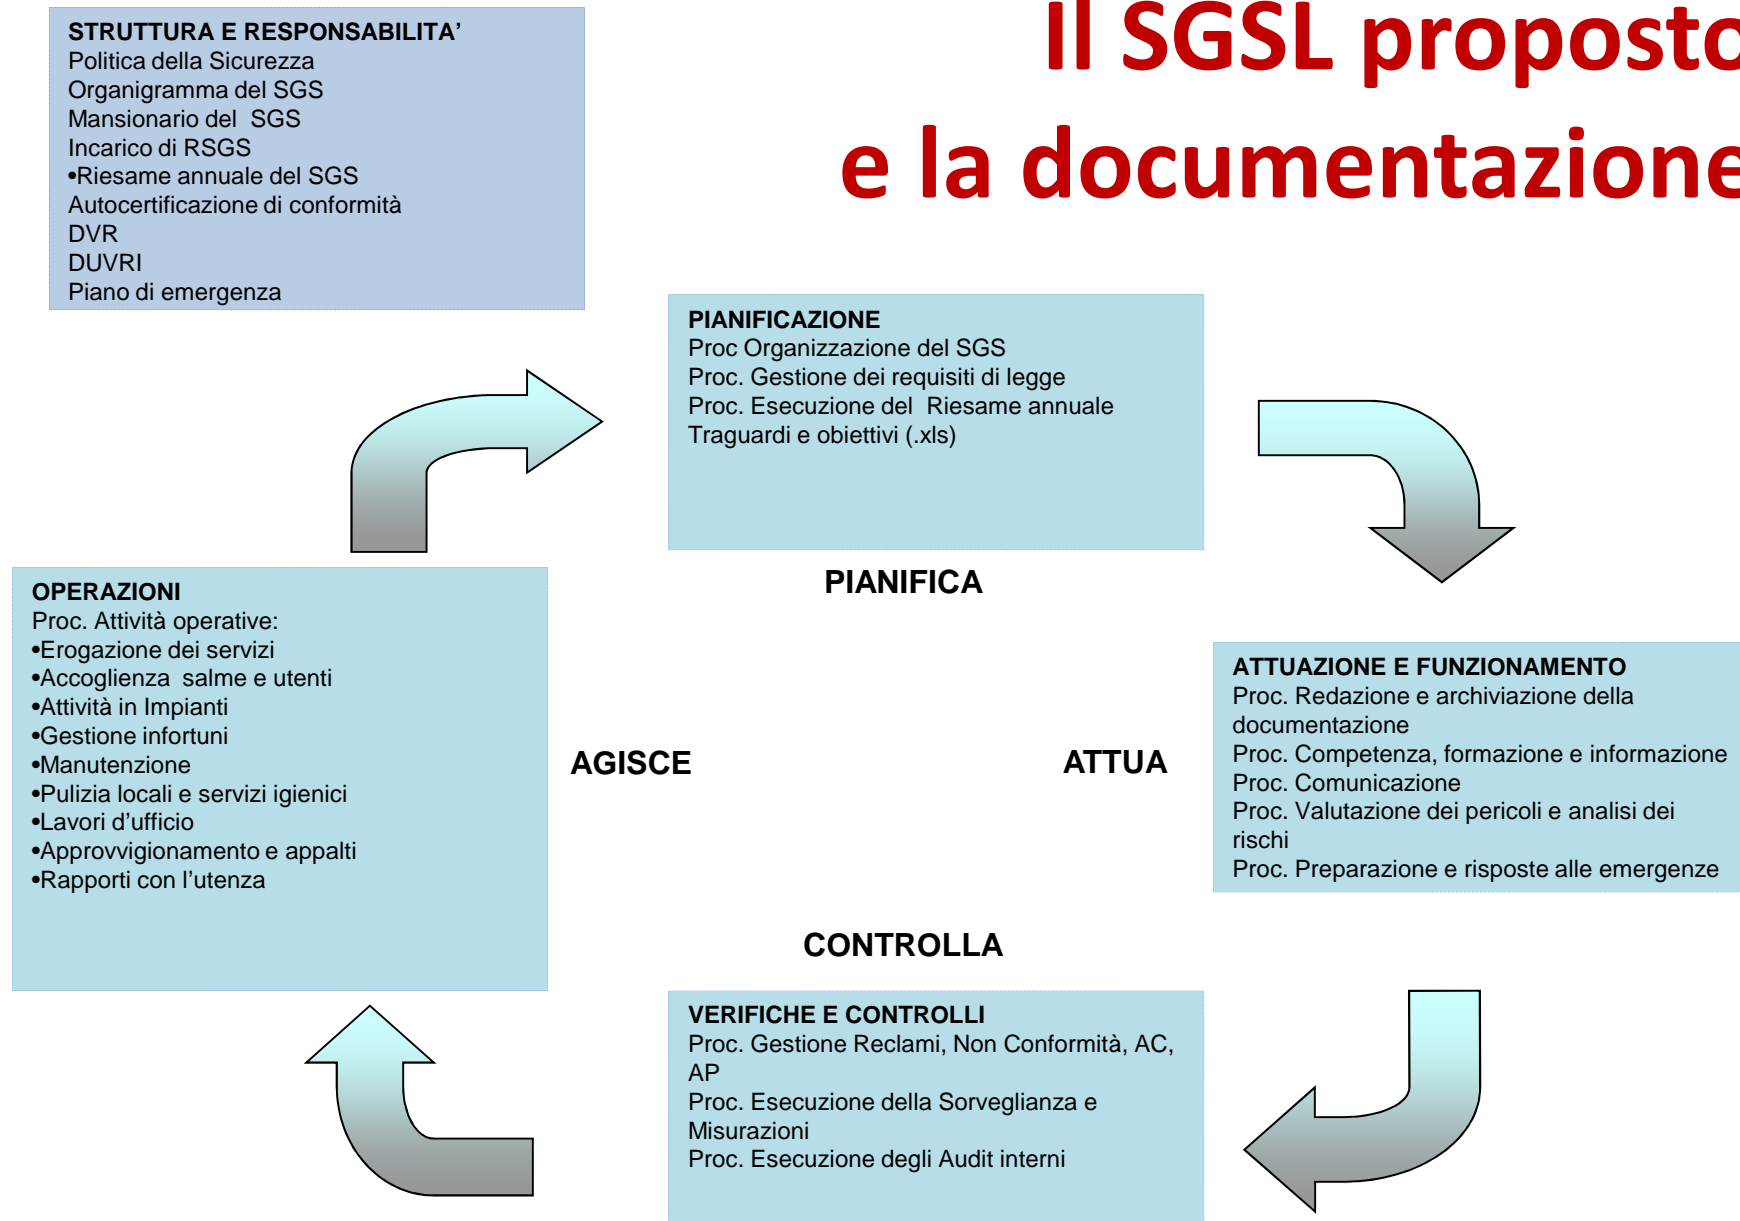 Il SGSL proposto
e la documentazione
STRUTTURA E RESPONSABILITA’
Politica della Sicurezza
Organigramma del SGS
Mansionario del  SGS
Incarico di RSGS
•Riesame annuale del SGS
Autocertificazione di conformità
DVR
DUVRI
Piano di emergenza
PIANIFICAZIONE
Proc Organizzazione del SGS
Proc. Gestione dei requisiti di legge
Proc. Esecuzione del  Riesame annuale
Traguardi e obiettivi (.xls)
PIANIFICA
OPERAZIONI
Proc. Attività operative:
•Erogazione dei servizi
•Accoglienza  salme e utenti
•Attività in Impianti
•Gestione infortuni
•Manutenzione
•Pulizia locali e servizi igienici
•Lavori d’ufficio
•Approvvigionamento e appalti
•Rapporti con l’utenza
AGISCE
ATTUA
ATTUAZIONE E FUNZIONAMENTO
Proc. Redazione e archiviazione della
documentazione
Proc. Competenza, formazione e informazione
Proc. Comunicazione
Proc. Valutazione dei pericoli e analisi dei
rischi
Proc. Preparazione e risposte alle emergenze
CONTROLLA
VERIFICHE E CONTROLLI
Proc. Gestione Reclami, Non Conformità, AC,
AP
Proc. Esecuzione della Sorveglianza e
Misurazioni
Proc. Esecuzione degli Audit interni